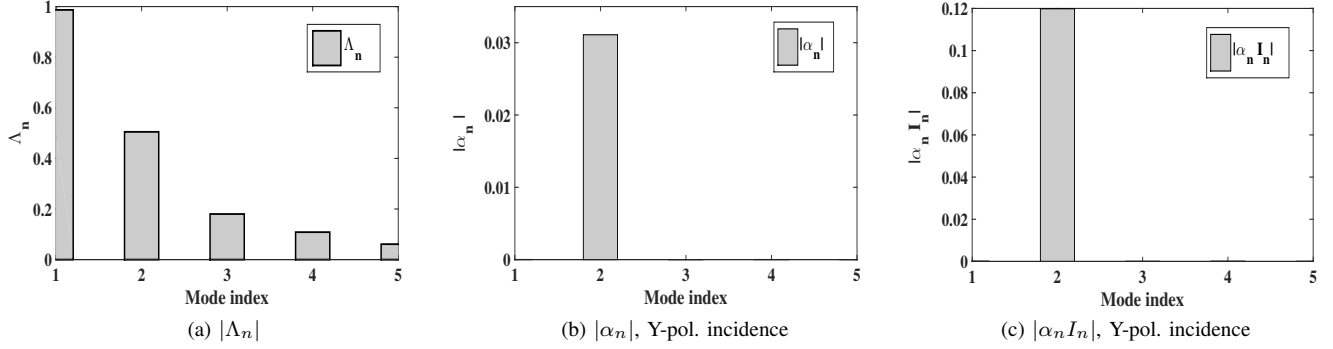 1
0.8
0.6
0.4
0.2
0
Λn
Λn
1 2 3 4 5
Mode index
(a) |Λn|
0.03
0.02
0.01
0
|αn|
|αn|
1 2 3 4 5
Mode index
(b) |αn|, Y-pol. incidence
0.12
0.1
0.08
0.06
0.04
0.02
0
|αn In|
|αn In|
1 2 3 4 5
Mode index
(c) |αnIn|, Y-pol. incidence